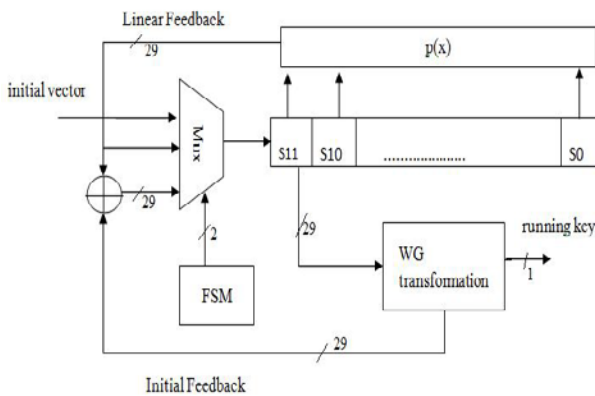 Linear Feedback
29
p(x)
initial vector
Mux
S11 S10 ...................... S0
29
29
2
FSM
WG
transformation
running key
1
29
Initial Feedback